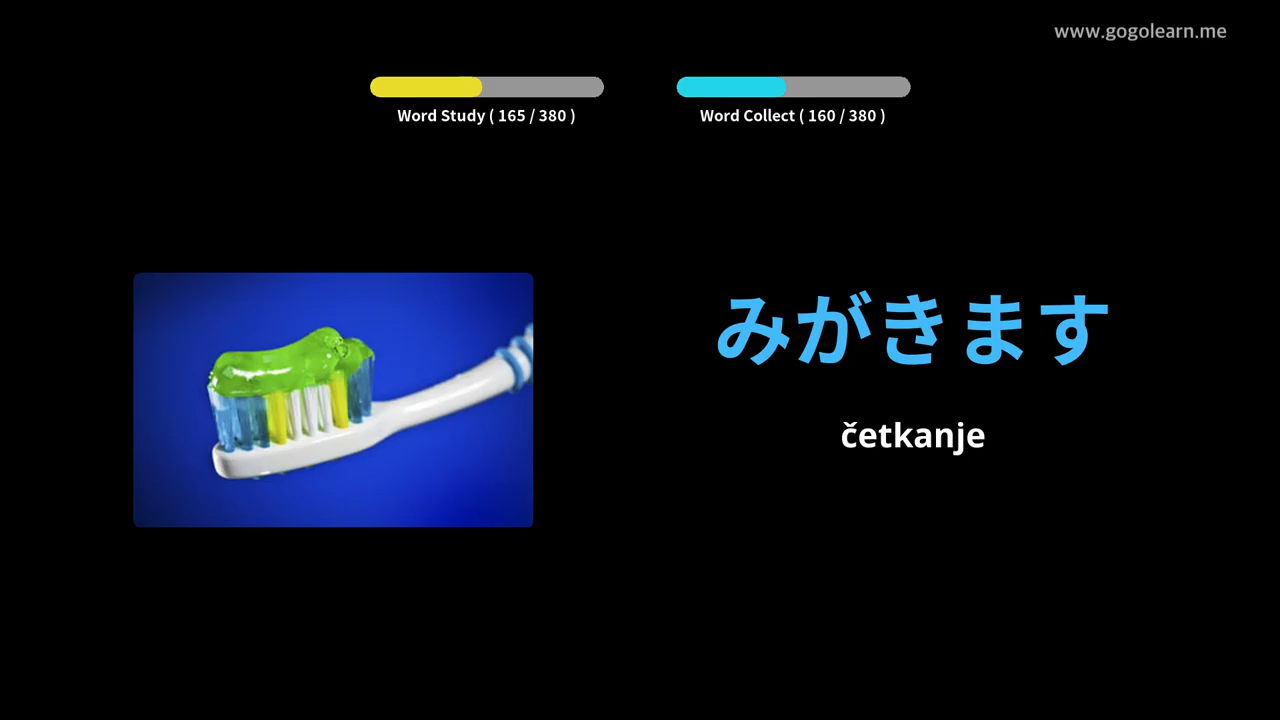 www.gogolearn.me
Word Study ( 165 / 380 )
Word Collect ( 160 / 380 )
みがきます
četkanje